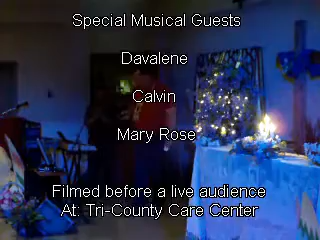 Special Musical Guests
Davalene
Calvin
Mary Rose
Filmed before a live audience
At: Tri-County Care Center